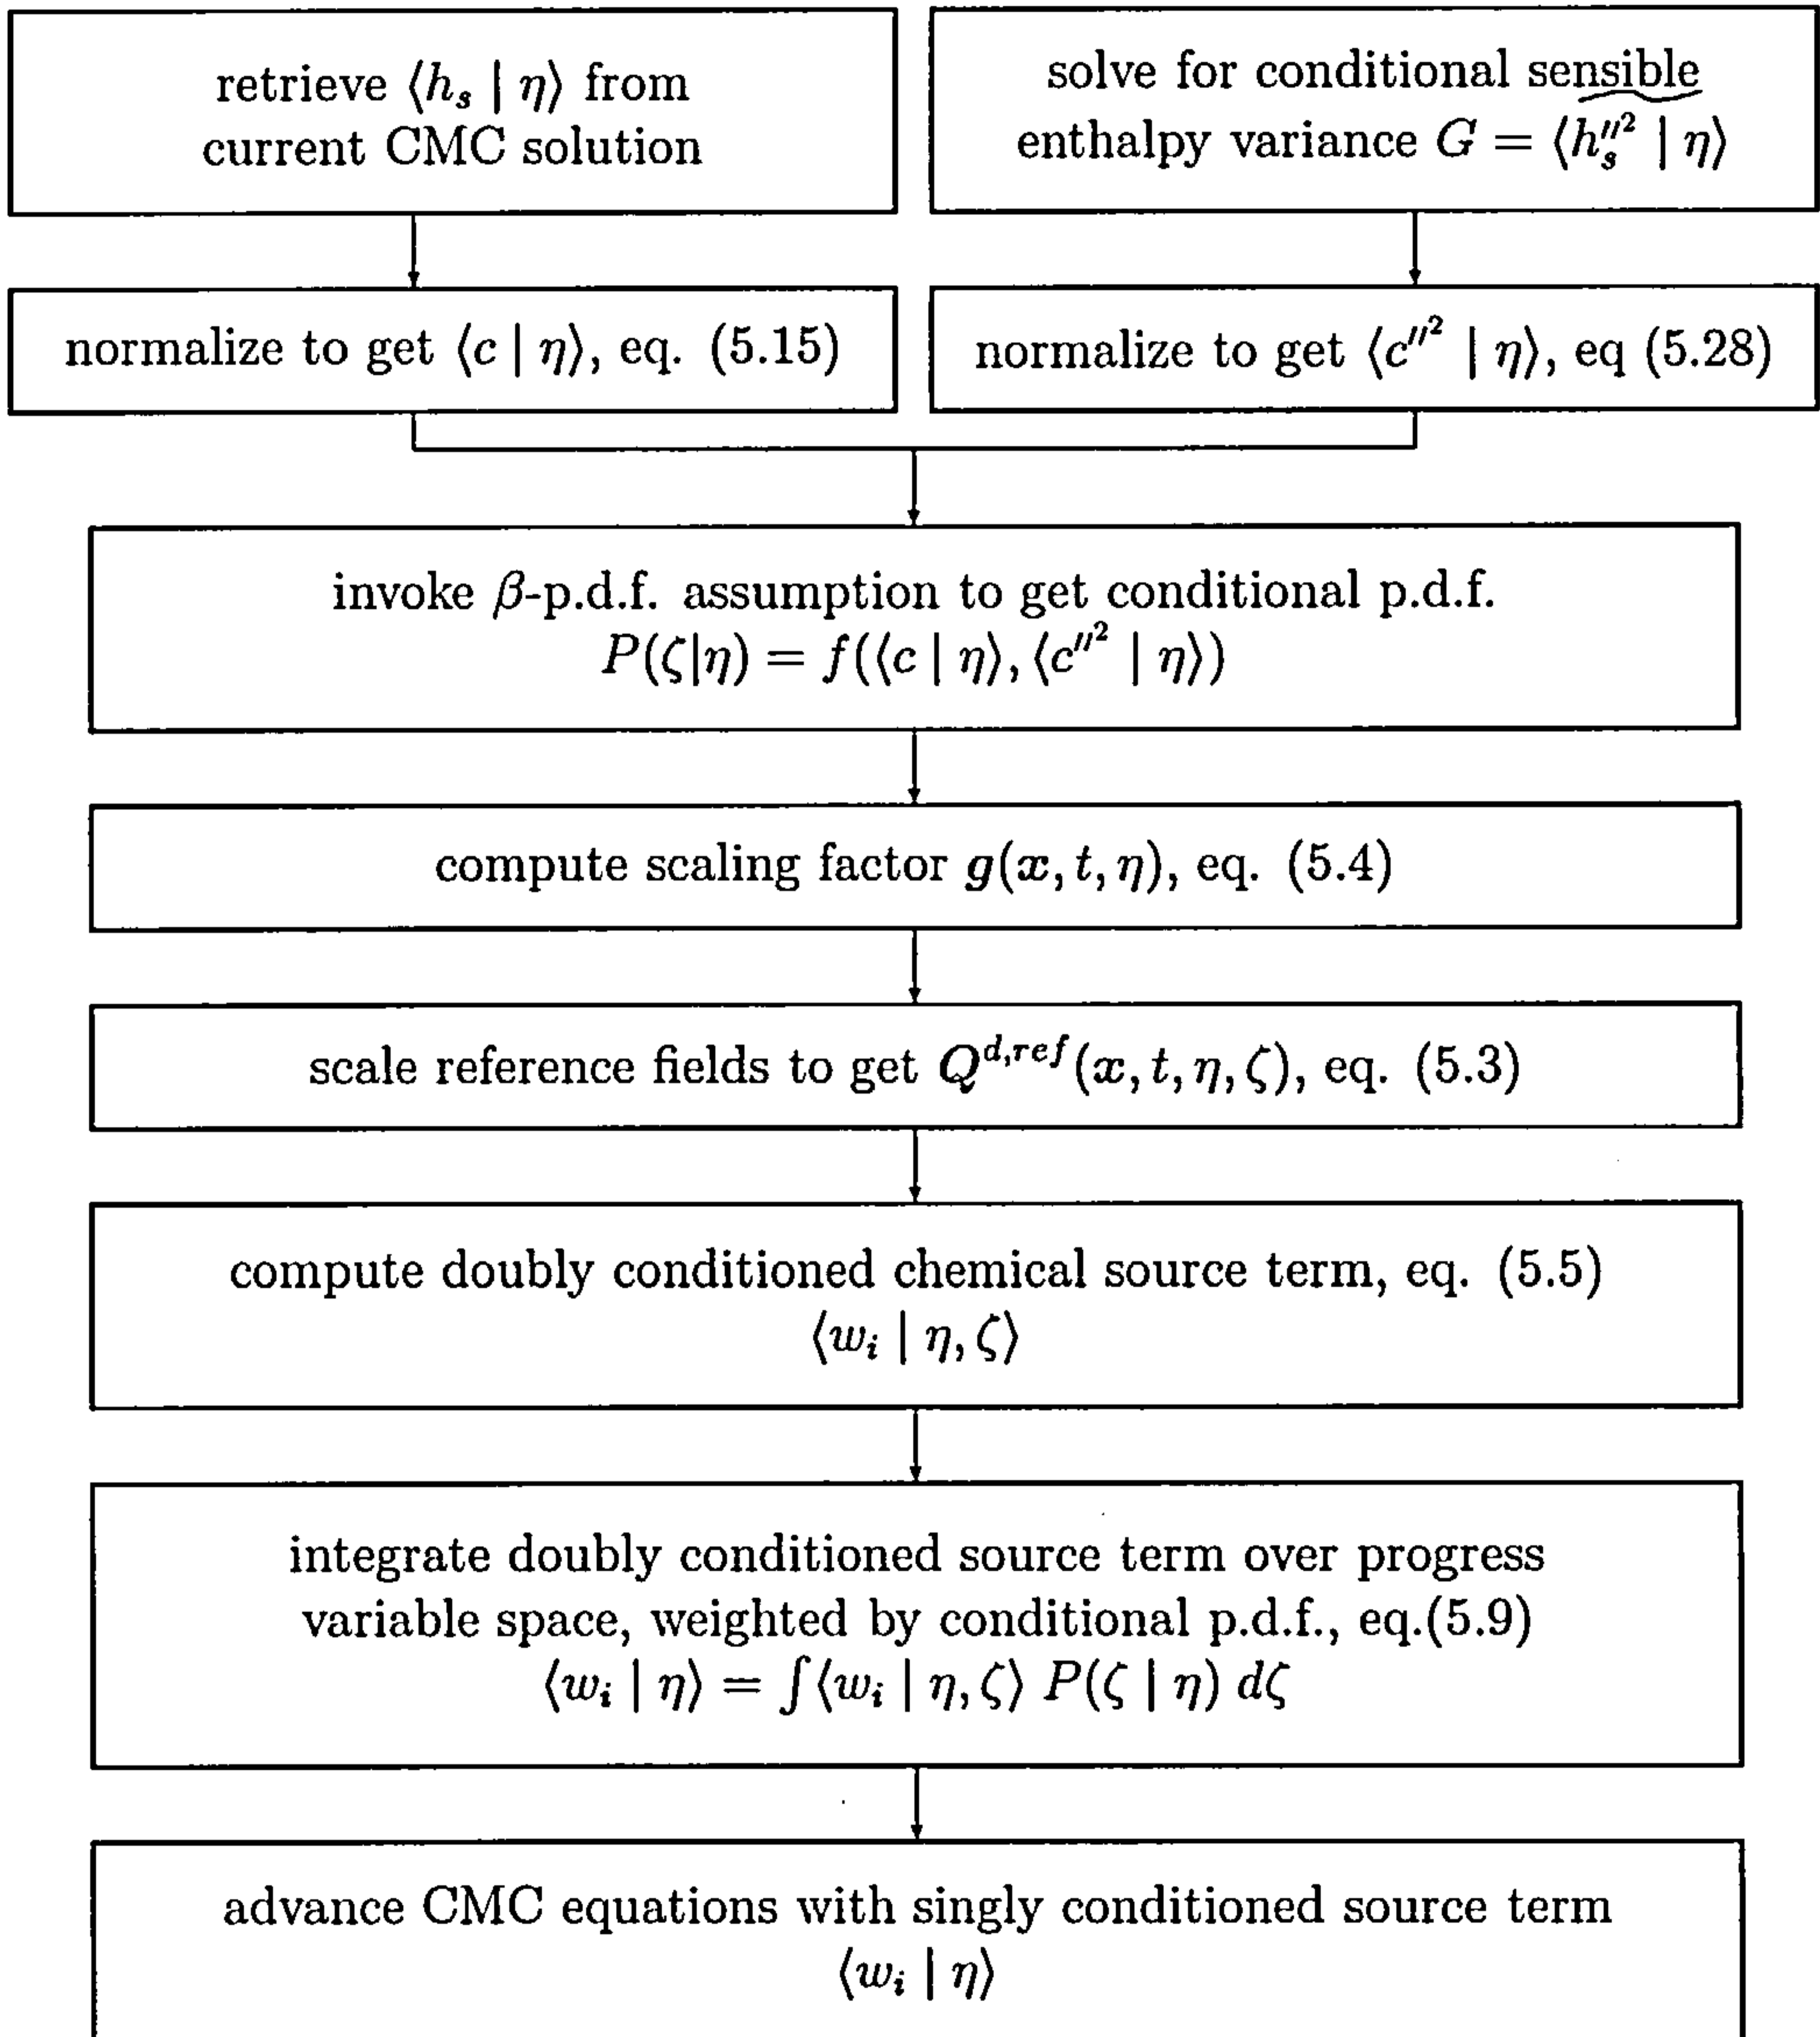 retrieve ⟨h_s | η⟩ from
current CMC solution
solve for conditional sensible
enthalpy variance G = ⟨h_s''² | η⟩
normalize to get ⟨c | η⟩, eq. (5.15)
normalize to get ⟨c''² | η⟩, eq (5.28)
invoke β-p.d.f. assumption to get conditional p.d.f.
P(ζ|η) = f(⟨c | η⟩, ⟨c''² | η⟩)
compute scaling factor g(x, t, η), eq. (5.4)
scale reference fields to get Q^{d,ref}(x, t, η, ζ), eq. (5.3)
compute doubly conditioned chemical source term, eq. (5.5)
⟨w_i | η, ζ⟩
integrate doubly conditioned source term over progress
variable space, weighted by conditional p.d.f., eq.(5.9)
⟨w_i | η⟩ = ∫⟨w_i | η, ζ⟩ P(ζ | η) dζ
advance CMC equations with singly conditioned source term
⟨w_i | η⟩